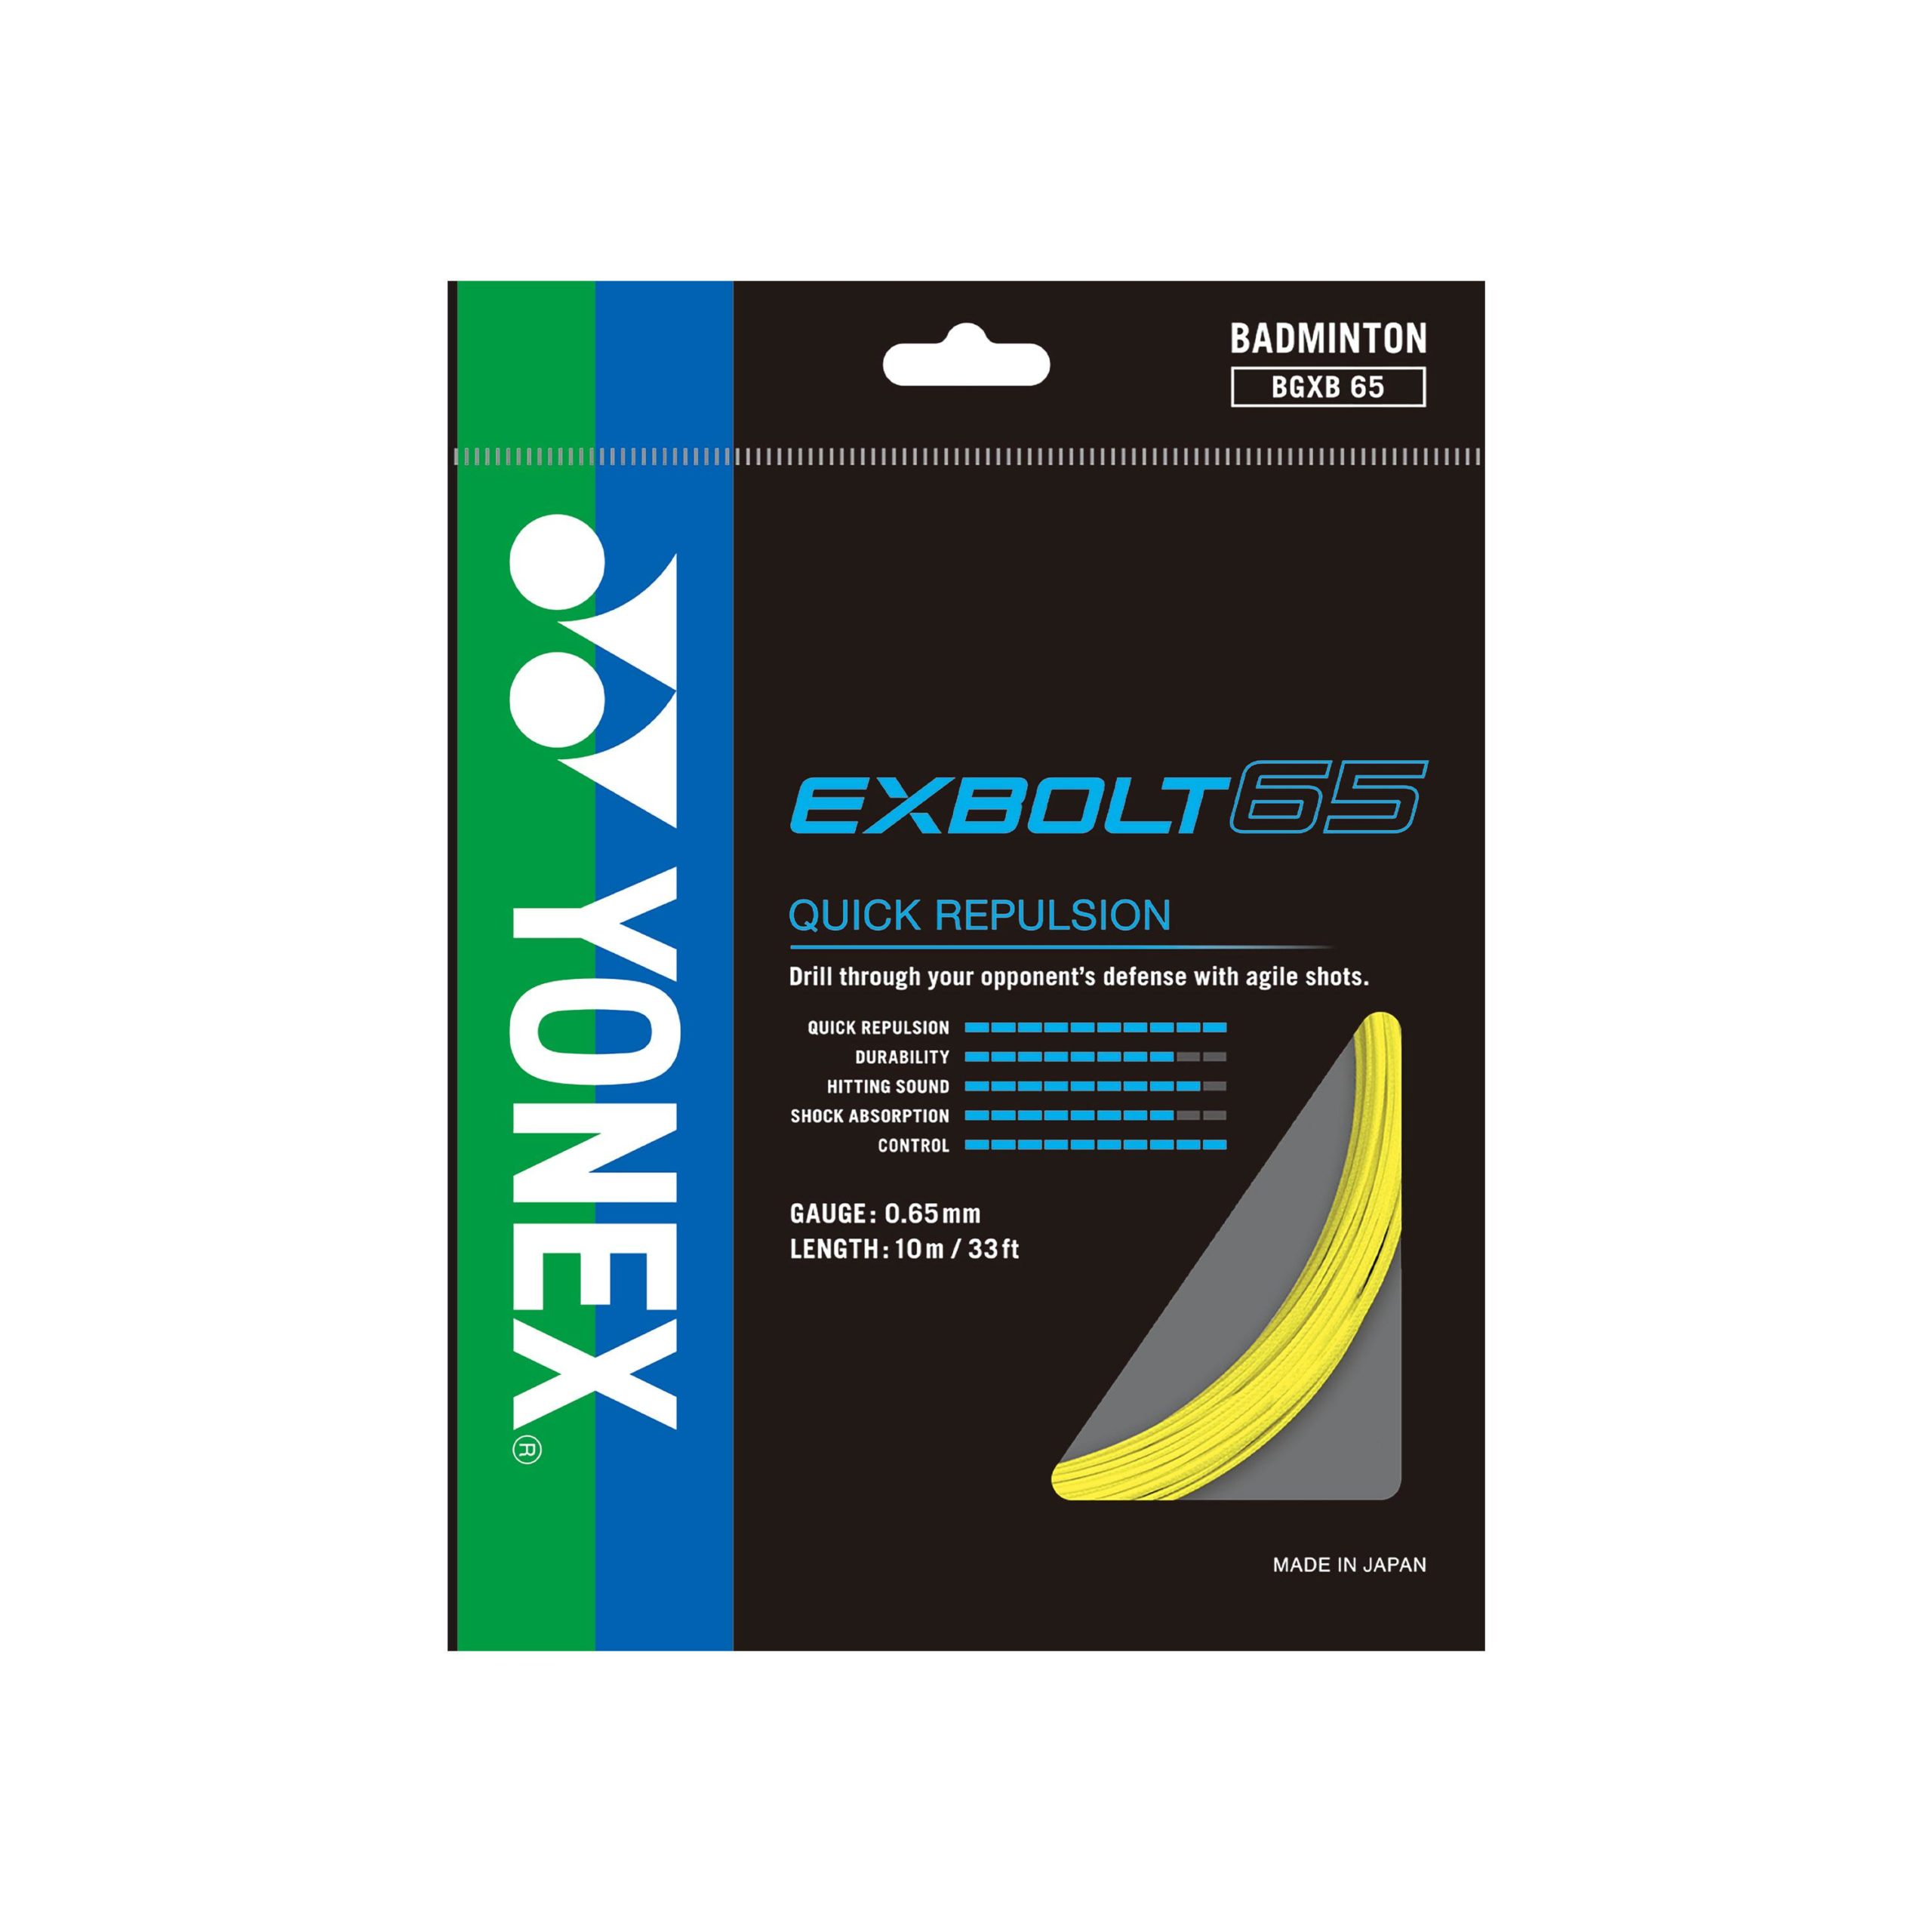 BADMINTON
BGXB 65
YONEX®
EXBOLT65
QUICK REPULSION
Drill through your opponent's defense with agile shots.
QUICK REPULSION
DURABILITY
HITTING SOUND
SHOCK ABSORPTION
CONTROL
GAUGE: 0.65mm
LENGTH: 10m / 33ft
MADE IN JAPAN